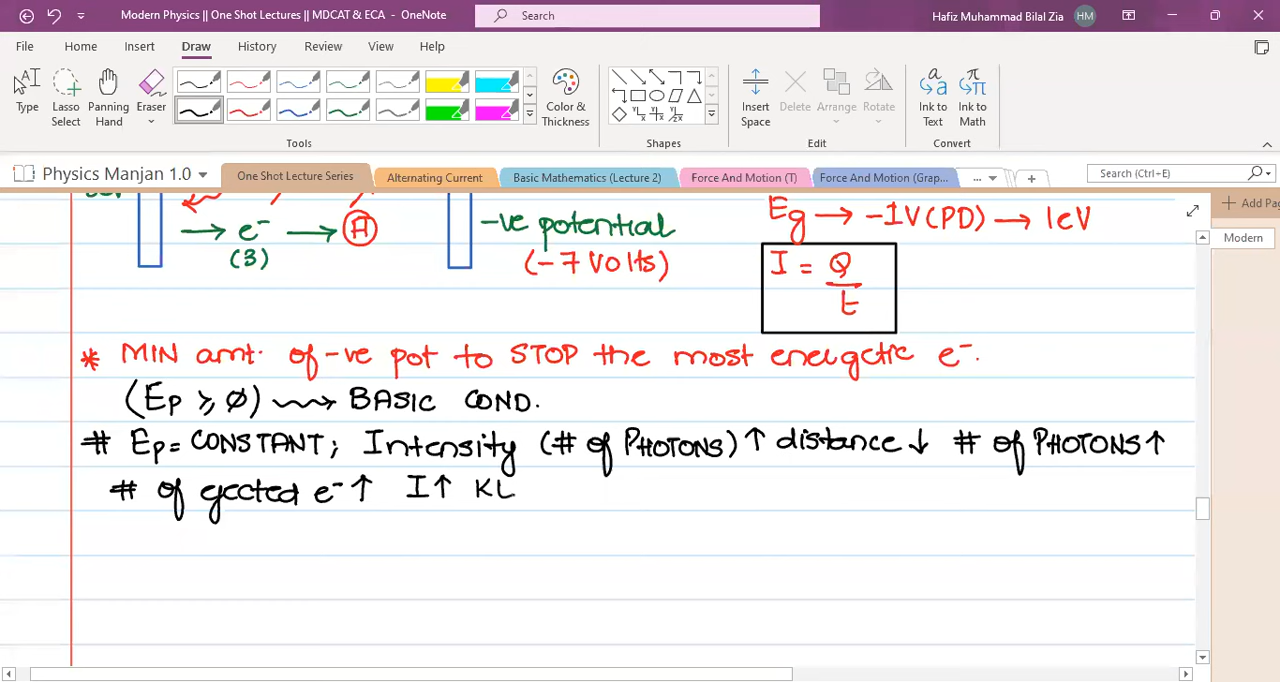 Modern Physics || One Shot Lectures || MDCAT & ECA - OneNote
Search
Hafiz Muhammad Bilal Zia HM
File Home Insert Draw History Review View Help
Type
Lasso Select
Panning Hand
Eraser
Color & Thickness
Insert Space
Delete
Arrange
Rotate
Ink to Text
Ink to Math
Tools
Shapes
Edit
Convert
Physics Manjan 1.0
One Shot Lecture Series
Alternating Current
Basic Mathematics (Lecture 2)
Force And Motion (T)
Force And Motion (Grap...
...
Search (Ctrl+E)
Add Pag
Modern
→ e⁻ → A
(3)
-ve potential
(-7 Volts)
Eg → -1V(PD) → 1eV
I = Q/t
* MIN amt. of -ve pot to STOP the most energetic e⁻.
(Ep ≥ φ) ⇝ BASIC COND.
# Ep = CONSTANT; Intensity (# of PHOTONS) ↑ distance ↓ # of PHOTONS ↑
# of ejected e⁻ ↑ I ↑